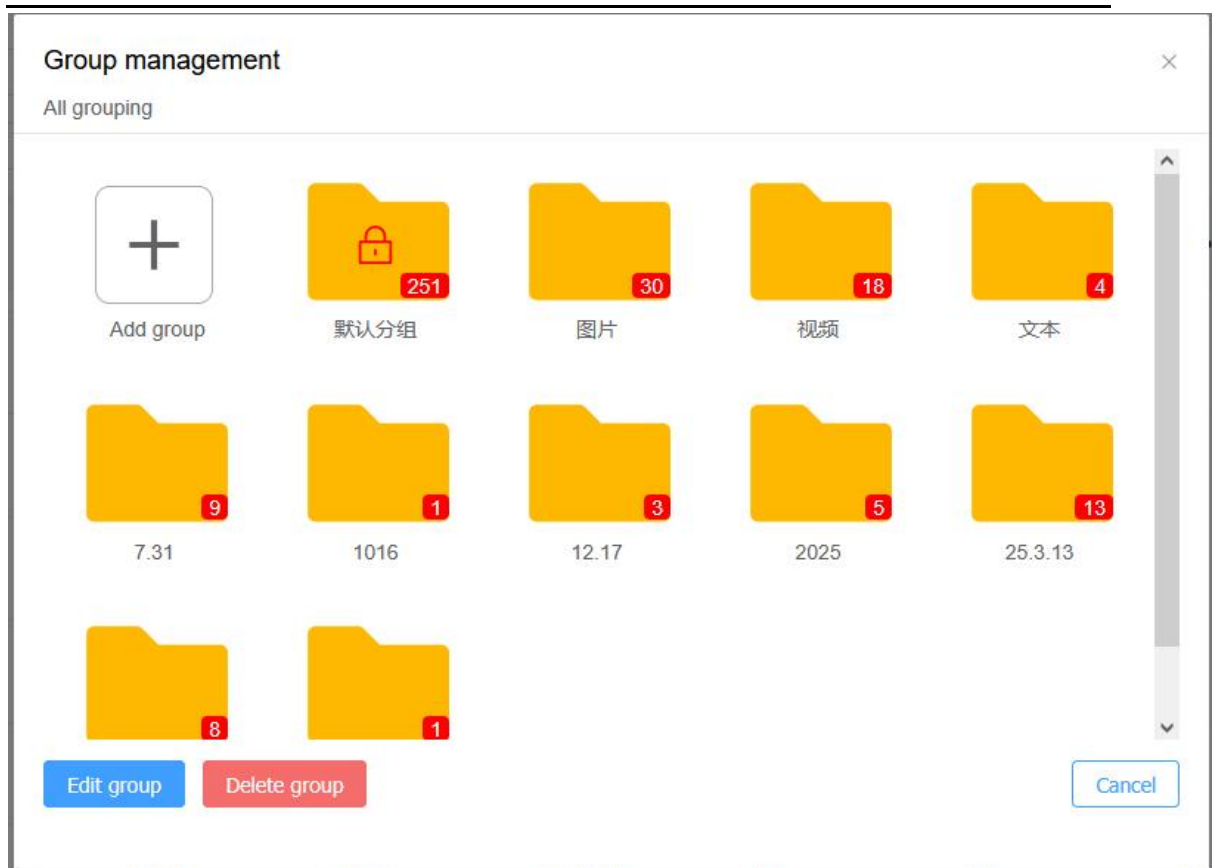 Group management
All grouping
251
30
18
4
Add group
默认分组
图片
视频
文本
9
1
3
5
13
7.31
1016
12.17
2025
25.3.13
8
1
Edit group
Delete group
Cancel